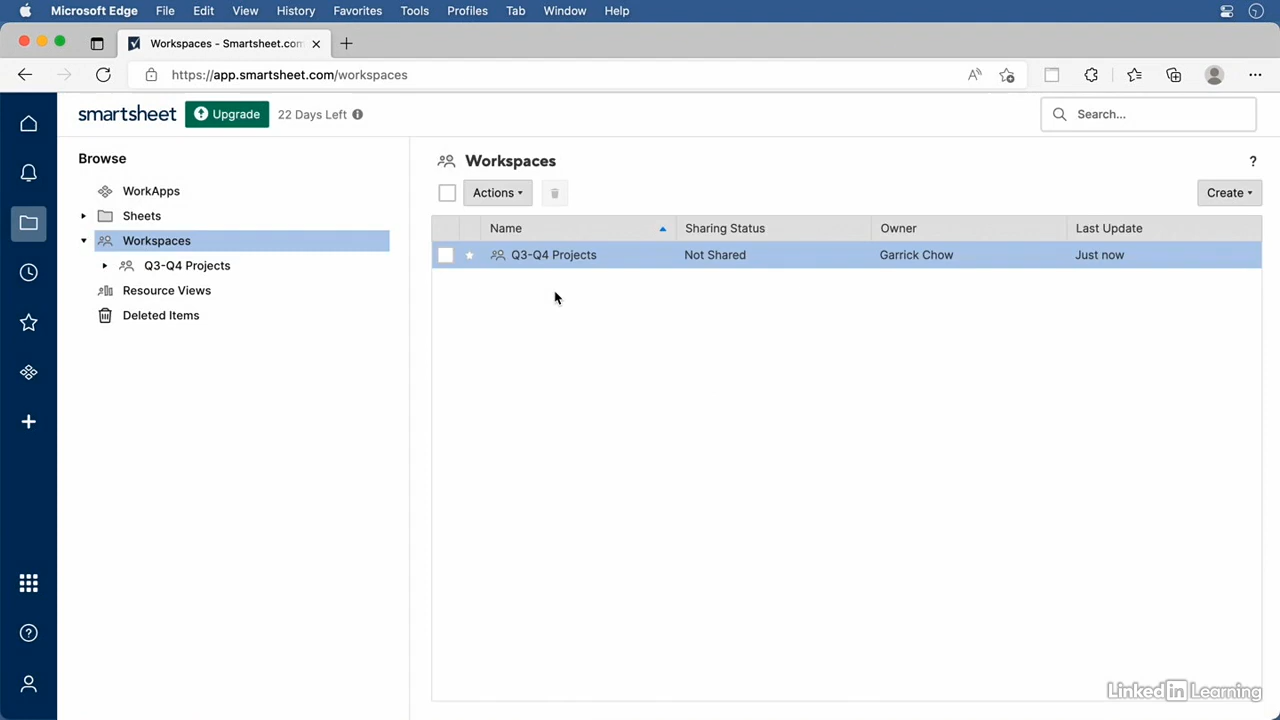 Microsoft Edge File Edit View History Favorites Tools Profiles Tab Window Help
Workspaces - Smartsheet.com
https://app.smartsheet.com/workspaces
smartsheet Upgrade 22 Days Left Search...
Browse
WorkApps
Sheets
Workspaces
Q3-Q4 Projects
Resource Views
Deleted Items
Workspaces ?
Actions Create
Name Sharing Status Owner Last Update
Q3-Q4 Projects Not Shared Garrick Chow Just now
LinkedIn Learning